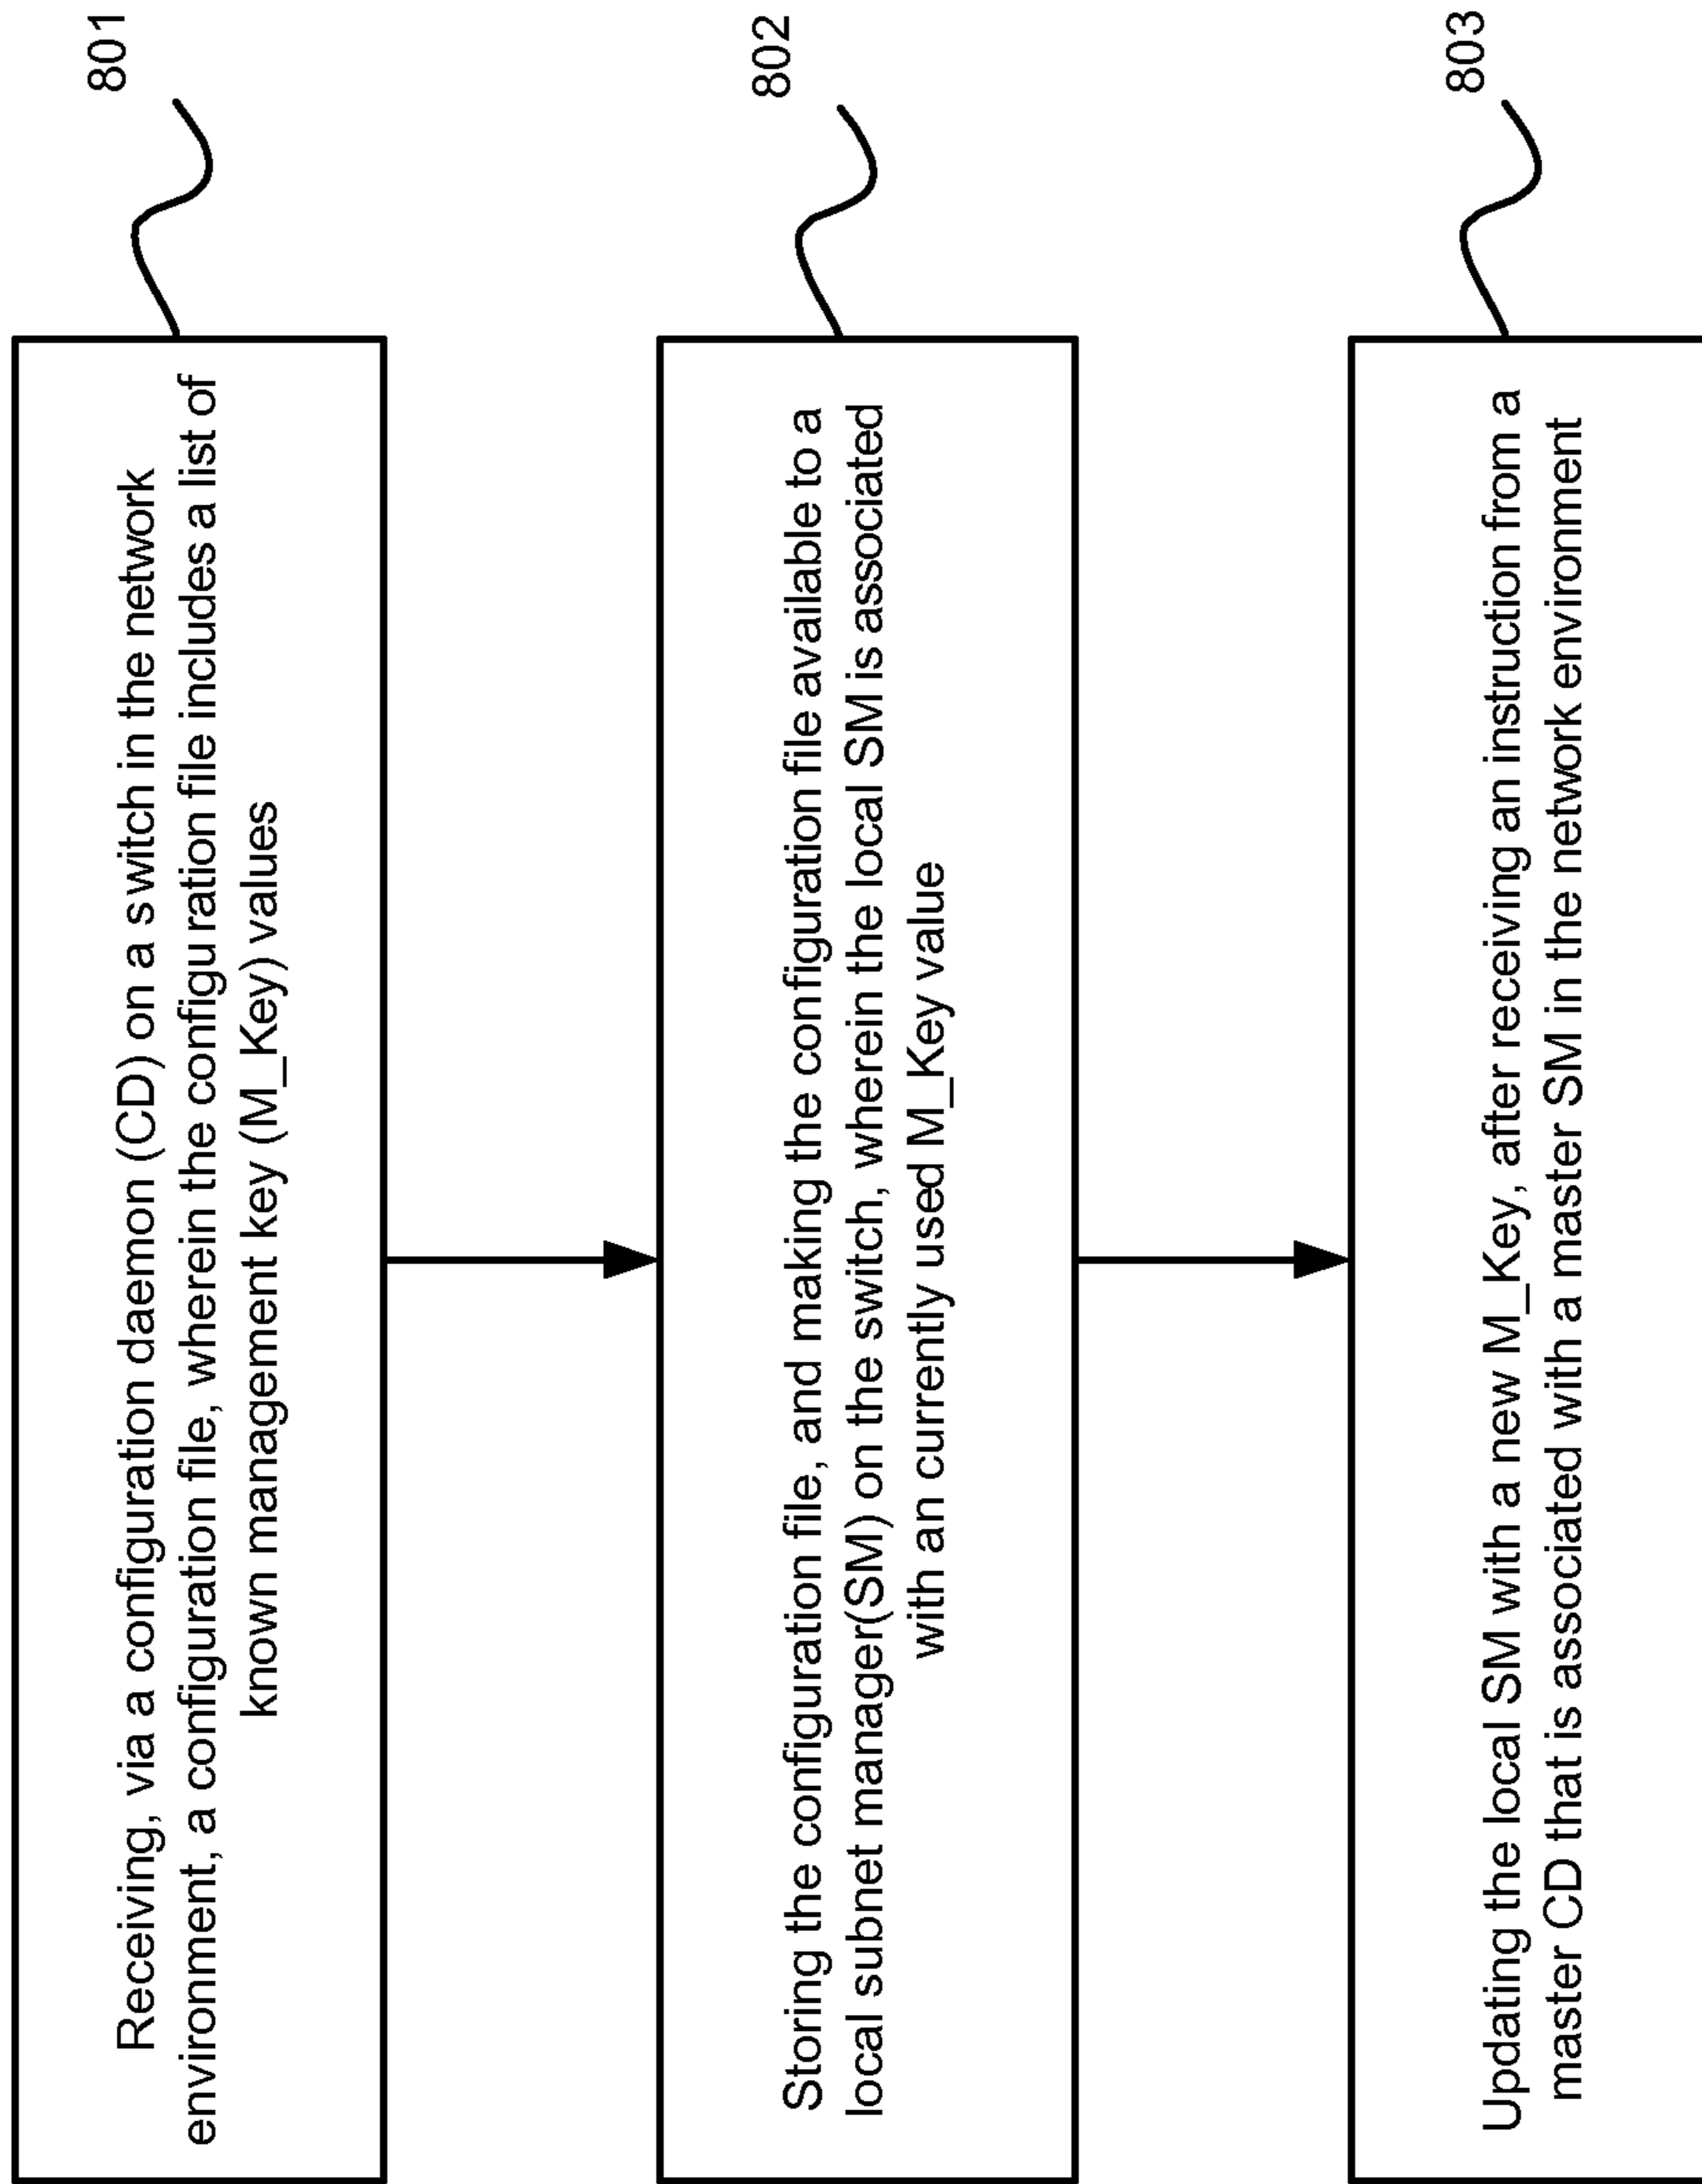 801
Receiving, via a configuration daemon (CD) on a switch in the network
environment, a configuration file, wherein the configuration file includes a list of
known management key (M_Key) values
802
Storing the configuration file, and making the configuration file available to a
local subnet manager(SM) on the switch, wherein the local SM is associated
with an currently used M_Key value
803
Updating the local SM with a new M_Key, after receiving an instruction from a
master CD that is associated with a master SM in the network environment